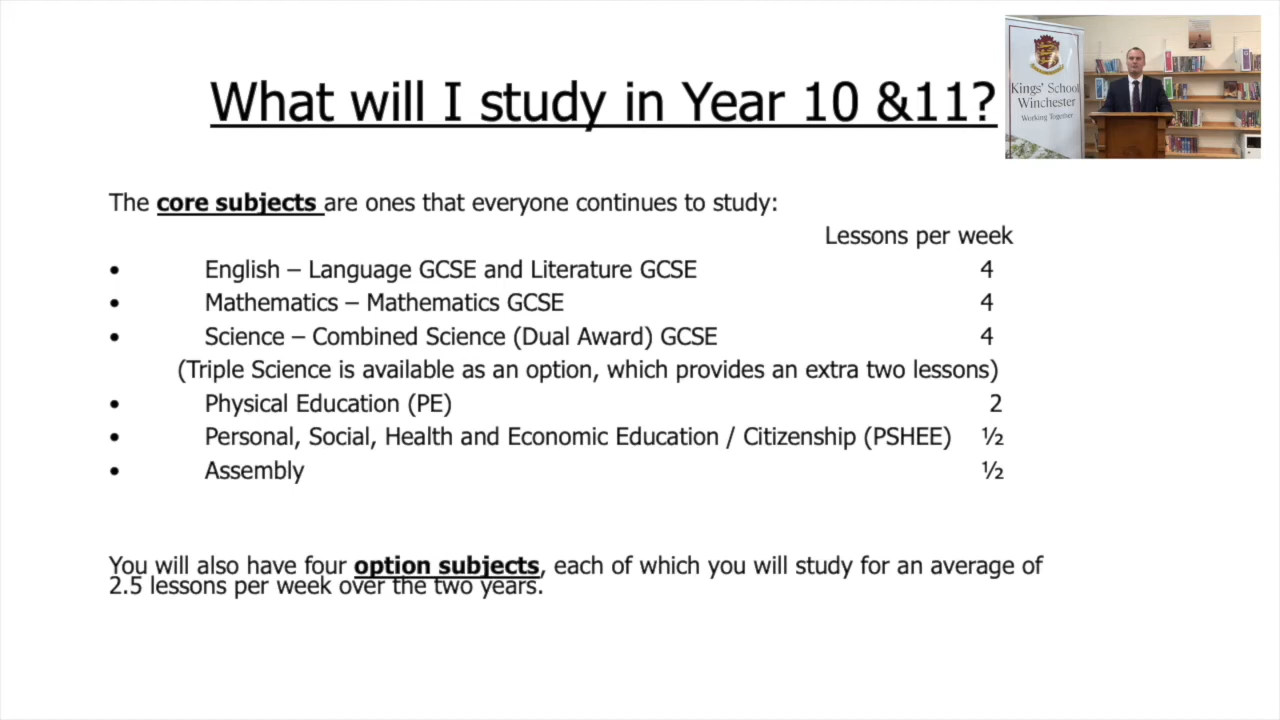 What will I study in Year 10 &11?
Kings' School
Winchester
Working Together
The core subjects are ones that everyone continues to study:
Lessons per week
• English – Language GCSE and Literature GCSE 4
• Mathematics – Mathematics GCSE 4
• Science – Combined Science (Dual Award) GCSE 4
(Triple Science is available as an option, which provides an extra two lessons)
• Physical Education (PE) 2
• Personal, Social, Health and Economic Education / Citizenship (PSHEE) ½
• Assembly ½
You will also have four option subjects, each of which you will study for an average of
2.5 lessons per week over the two years.